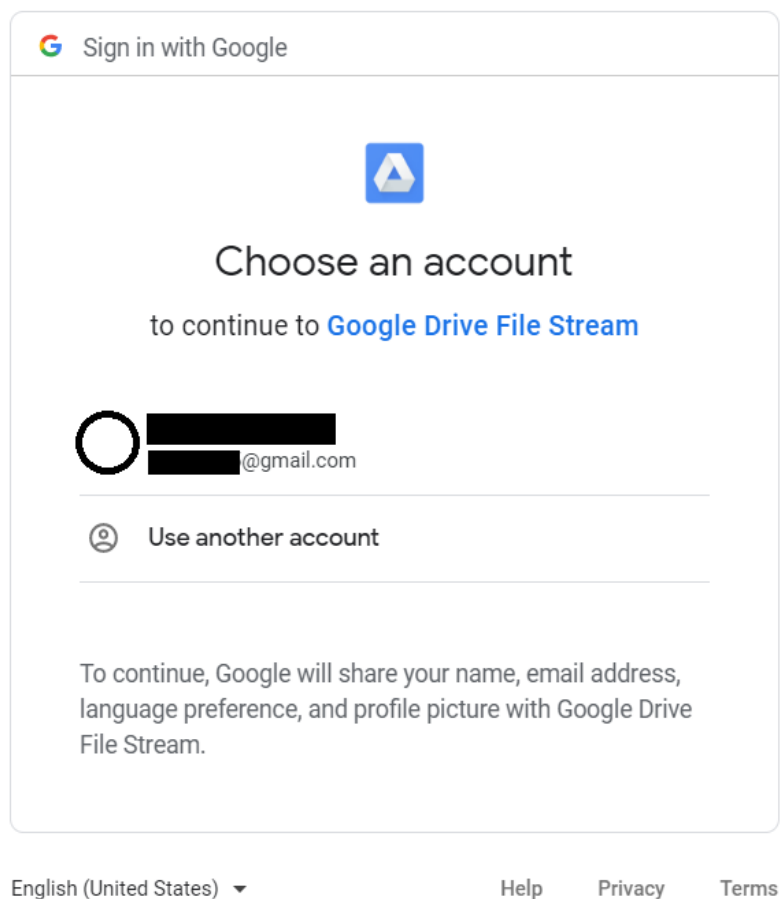 Sign in with Google
Choose an account
to continue to Google Drive File Stream
@gmail.com
Use another account
To continue, Google will share your name, email address,
language preference, and profile picture with Google Drive
File Stream.
English (United States)
Help Privacy Terms